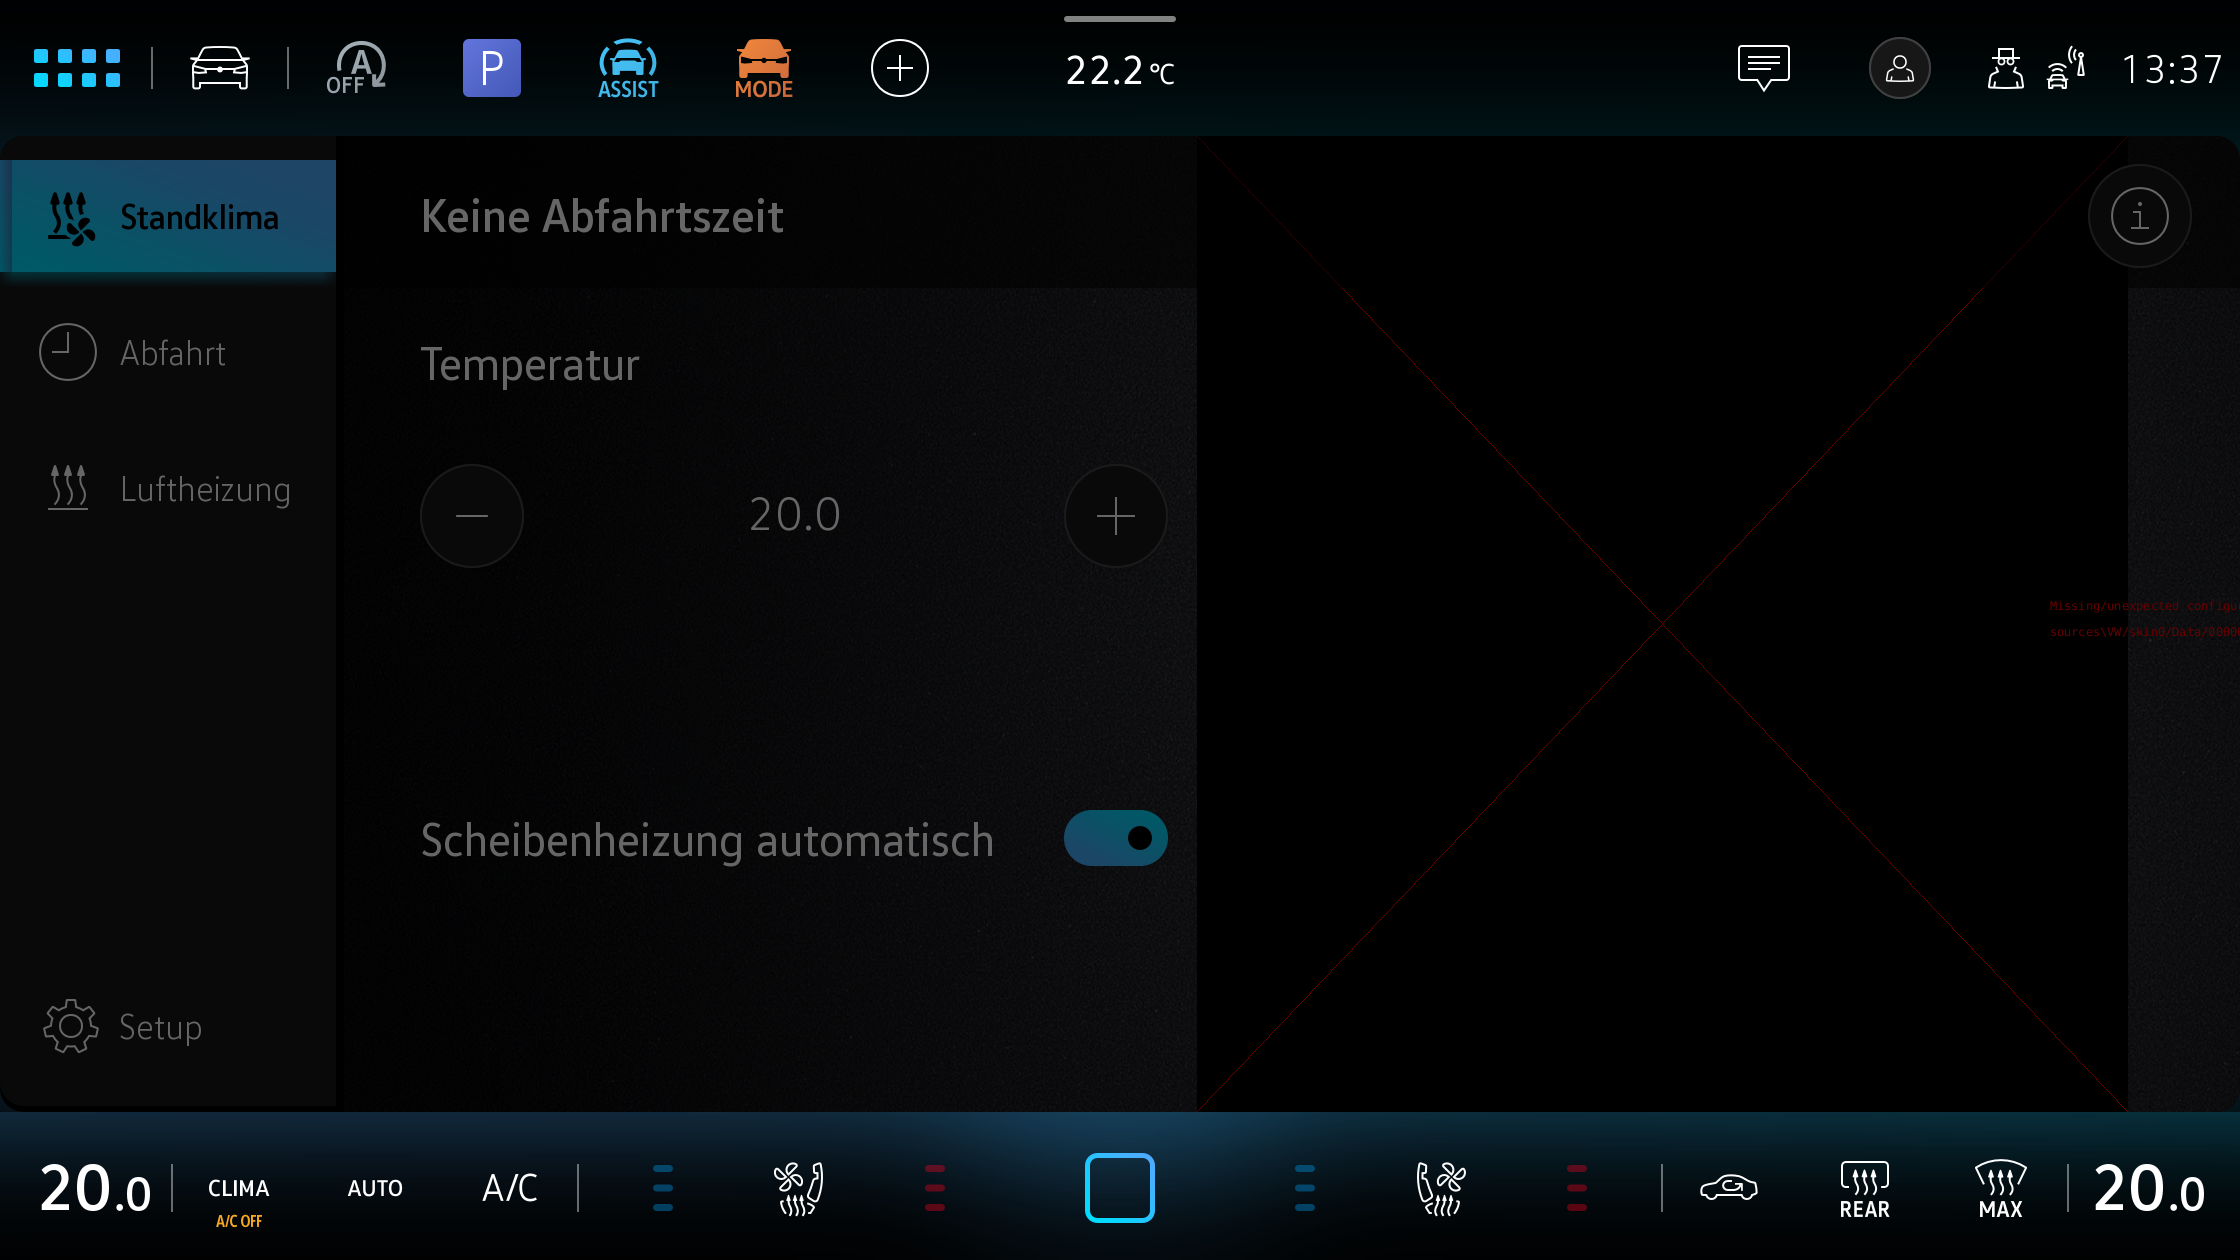 A
OFF
P
ASSIST
MODE
22.2 °C
13:37
Standklima
Keine Abfahrtszeit
Abfahrt
Temperatur
Luftheizung
20.0
Missing/unexpected configu
sources\VW/skin0/Data/0000
Scheibenheizung automatisch
Setup
20.0
CLIMA
A/C OFF
AUTO
A/C
REAR
MAX
20.0